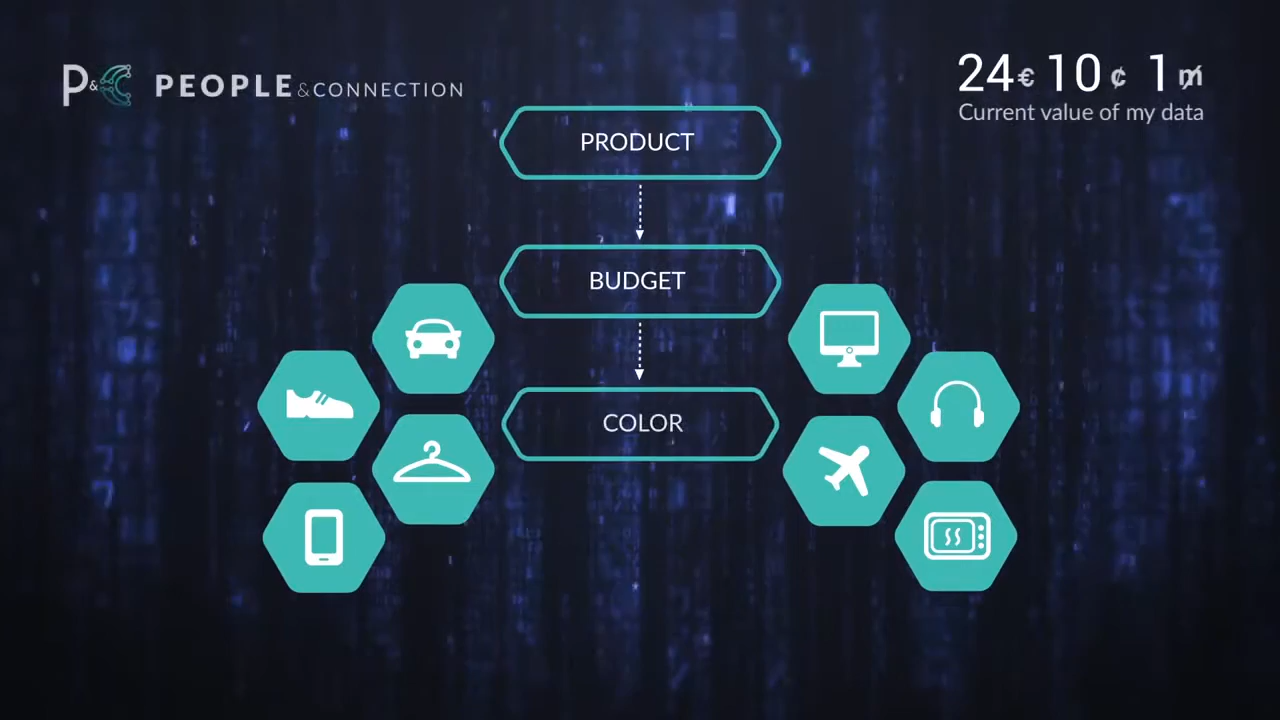 P&C PEOPLE&CONNECTION
24€ 10¢ 1₥
Current value of my data
PRODUCT
BUDGET
COLOR